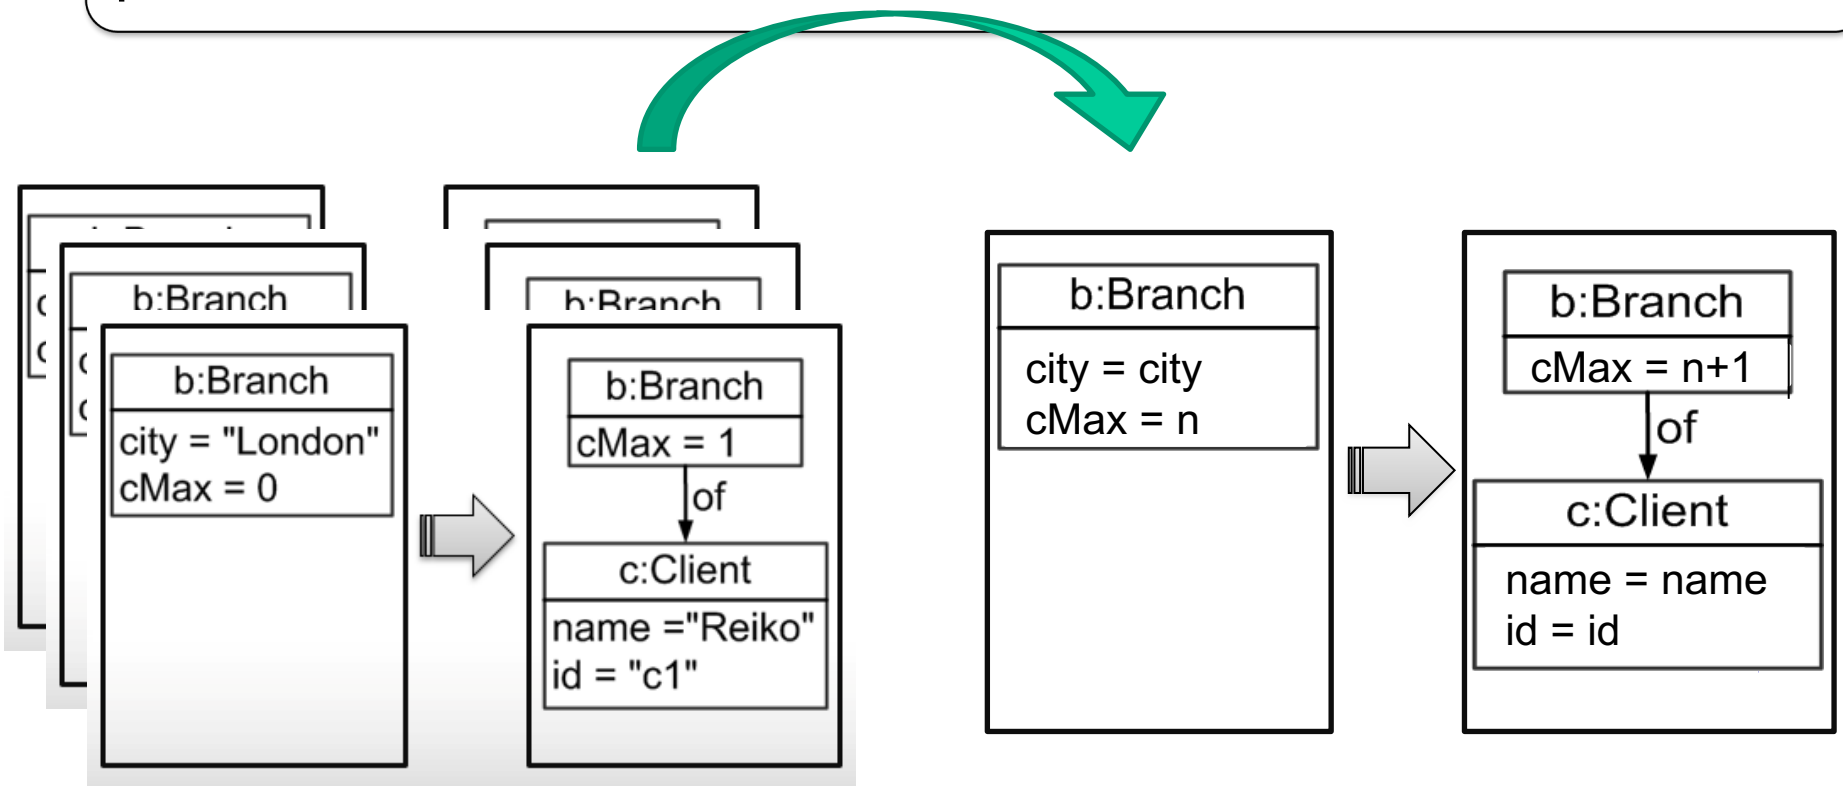 b:Branch
b:Branch
b:Branch
city = "London"
cMax = 0
b:Branch
cMax = 1
of
c:Client
name ="Reiko"
id = "c1"
b:Branch
city = city
cMax = n
b:Branch
cMax = n+1
of
c:Client
name = name
id = id